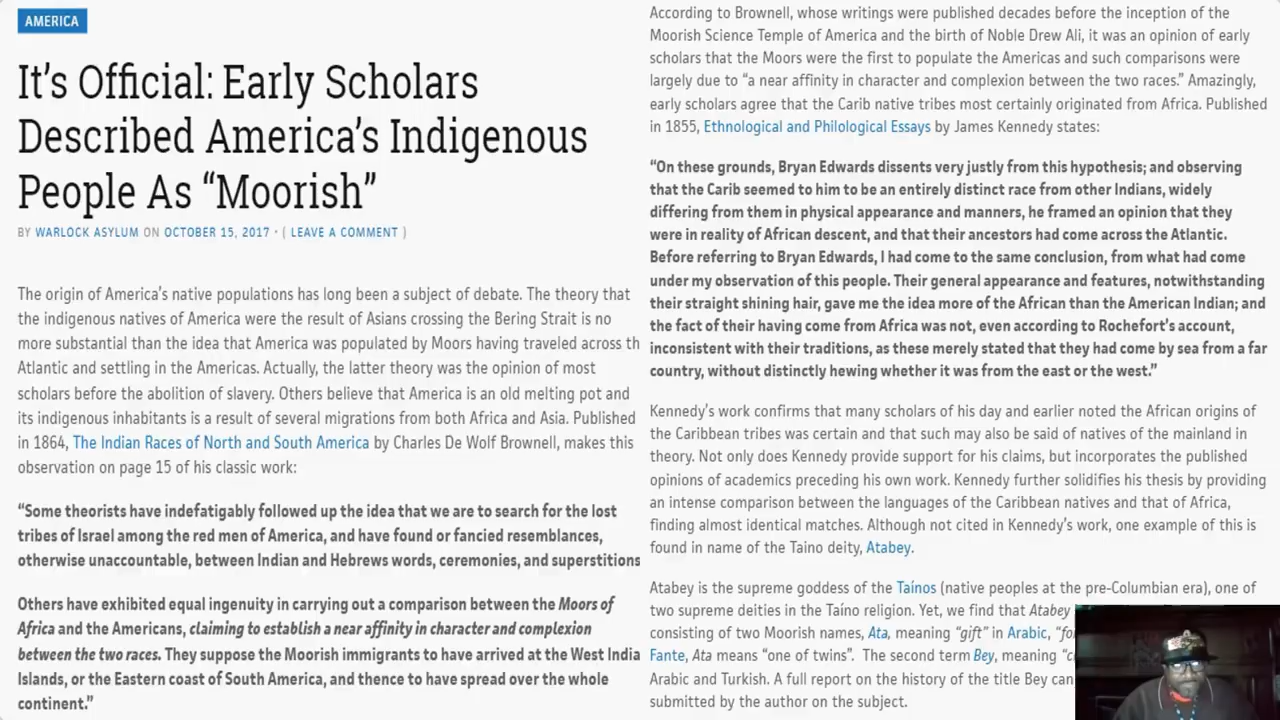 AMERICA
It's Official: Early Scholars
Described America's Indigenous
People As “Moorish”
BY WARLOCK ASYLUM ON OCTOBER 15, 2017 · ( LEAVE A COMMENT )
The origin of America's native populations has long been a subject of debate. The theory that
the indigenous natives of America were the result of Asians crossing the Bering Strait is no
more substantial than the idea that America was populated by Moors having traveled across th
Atlantic and settling in the Americas. Actually, the latter theory was the opinion of most
scholars before the abolition of slavery. Others believe that America is an old melting pot and
its indigenous inhabitants is a result of several migrations from both Africa and Asia. Published
in 1864, The Indian Races of North and South America by Charles De Wolf Brownell, makes this
observation on page 15 of his classic work:
“Some theorists have indefatigably followed up the idea that we are to search for the lost
tribes of Israel among the red men of America, and have found or fancied resemblances,
otherwise unaccountable, between Indian and Hebrews words, ceremonies, and superstitions
Others have exhibited equal ingenuity in carrying out a comparison between the Moors of
Africa and the Americans, claiming to establish a near affinity in character and complexion
between the two races. They suppose the Moorish immigrants to have arrived at the West India
Islands, or the Eastern coast of South America, and thence to have spread over the whole
continent.”
According to Brownell, whose writings were published decades before the inception of the
Moorish Science Temple of America and the birth of Noble Drew Ali, it was an opinion of early
scholars that the Moors were the first to populate the Americas and such comparisons were
largely due to “a near affinity in character and complexion between the two races.” Amazingly,
early scholars agree that the Carib native tribes most certainly originated from Africa. Published
in 1855, Ethnological and Philological Essays by James Kennedy states:
“On these grounds, Bryan Edwards dissents very justly from this hypothesis; and observing
that the Carib seemed to him to be an entirely distinct race from other Indians, widely
differing from them in physical appearance and manners, he framed an opinion that they
were in reality of African descent, and that their ancestors had come across the Atlantic.
Before referring to Bryan Edwards, I had come to the same conclusion, from what had come
under my observation of this people. Their general appearance and features, notwithstanding
their straight shining hair, gave me the idea more of the African than the American Indian; and
the fact of their having come from Africa was not, even according to Rochefort's account,
inconsistent with their traditions, as these merely stated that they had come by sea from a far
country, without distinctly hewing whether it was from the east or the west.”
Kennedy's work confirms that many scholars of his day and earlier noted the African origins of
the Caribbean tribes was certain and that such may also be said of natives of the mainland in
theory. Not only does Kennedy provide support for his claims, but incorporates the published
opinions of academics preceding his own work. Kennedy further solidifies his thesis by providing
an intense comparison between the languages of the Caribbean natives and that of Africa,
finding almost identical matches. Although not cited in Kennedy's work, one example of this is
found in name of the Taino deity, Atabey.
Atabey is the supreme goddess of the Taínos (native peoples at the pre-Columbian era), one of
two supreme deities in the Taíno religion. Yet, we find that Atabey
consisting of two Moorish names, Ata, meaning “gift” in Arabic,
Fante, Ata means “one of twins”. The second term Bey, meaning
Arabic and Turkish. A full report on the history of the title Bey can
submitted by the author on the subject.